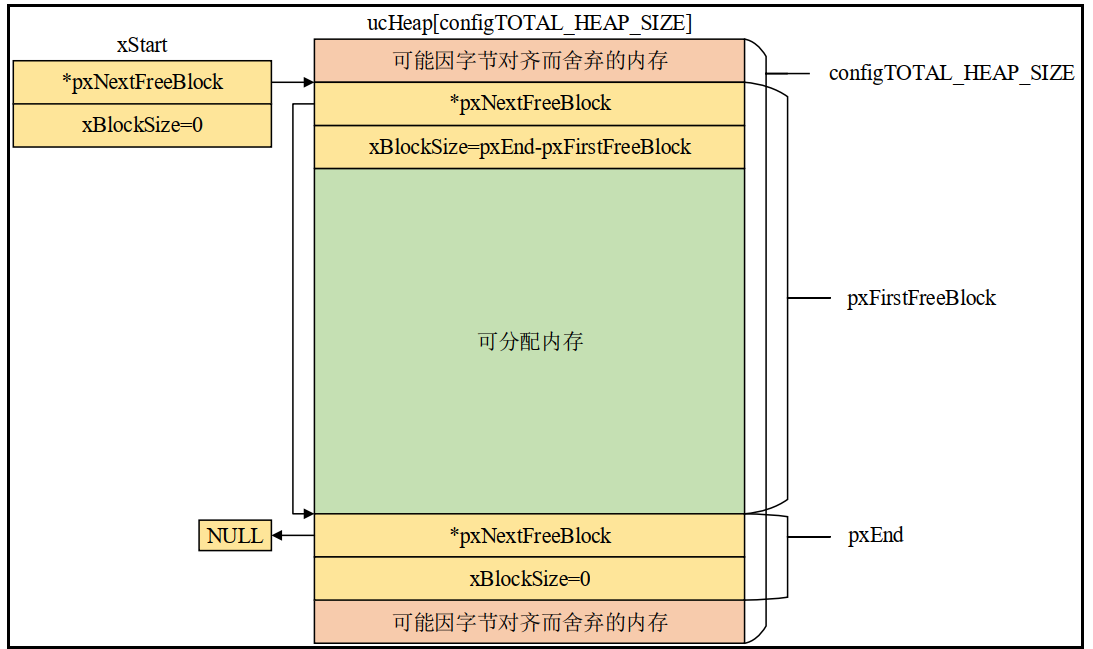 ucHeap[configTOTAL_HEAP_SIZE]
xStart
可能因字节对齐而舍弃的内存
configTOTAL_HEAP_SIZE
*pxNextFreeBlock
*pxNextFreeBlock
xBlockSize=0
xBlockSize=pxEnd-pxFirstFreeBlock
pxFirstFreeBlock
可分配内存
NULL
*pxNextFreeBlock
pxEnd
xBlockSize=0
可能因字节对齐而舍弃的内存